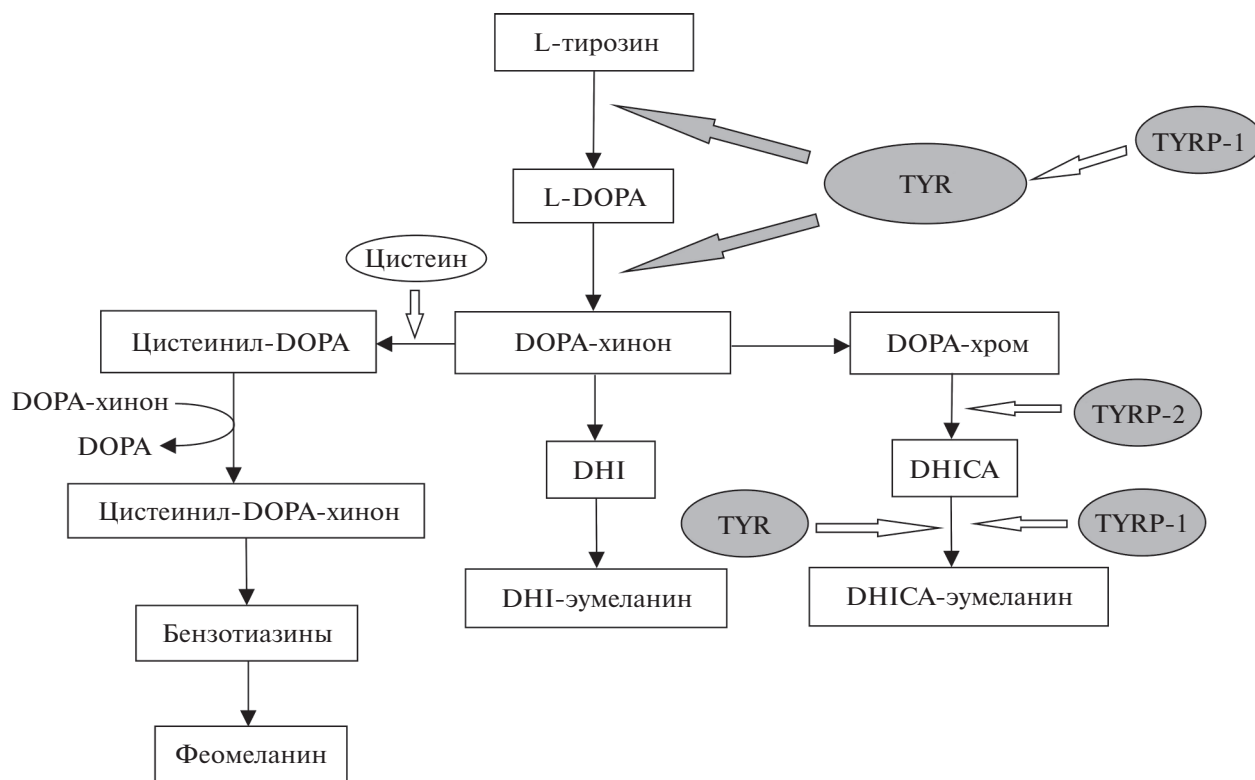 L-тирозин
TYRP-1
TYR
L-DOPA
Цистеин
Цистеинил-DOPA
DOPA-хинон
DOPA-хром
DOPA-хинон
DOPA
TYRP-2
DHI
DHICA
Цистеинил-DOPA-хинон
TYR
TYRP-1
DHI-эумеланин
DHICA-эумеланин
Бензотиазины
Феомеланин